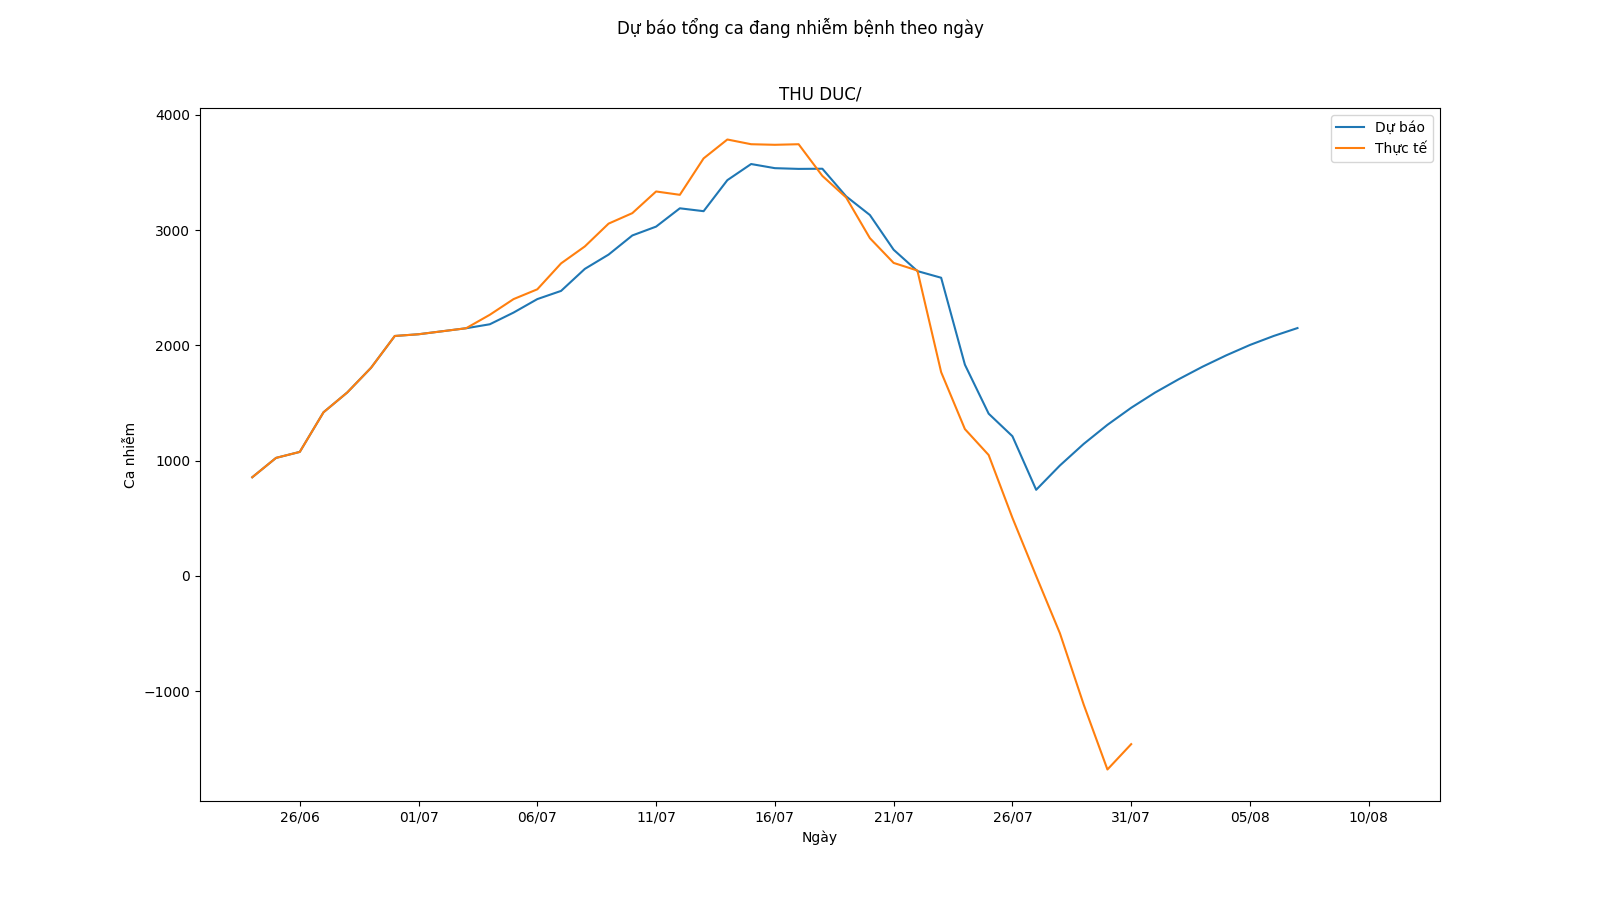 Dự báo tổng ca đang nhiễm bệnh theo ngày
THU DUC/
Dự báo
Thực tế
4000
3000
2000
1000
0
−1000
Ca nhiễm
26/06 01/07 06/07 11/07 16/07 21/07 26/07 31/07 05/08 10/08
Ngày